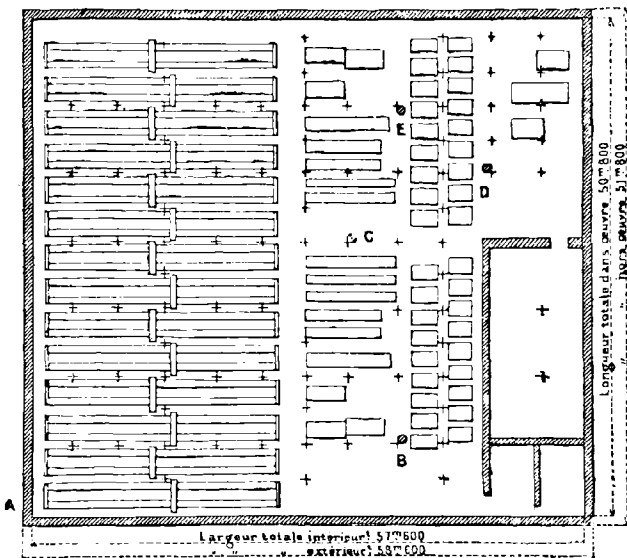 E
D
C
B
A
Largeur totale intérieur! 57m600
" " extérieur! 58m600
Longueur totale dans œuvre, 50m800
" " hors œuvre, 51m800